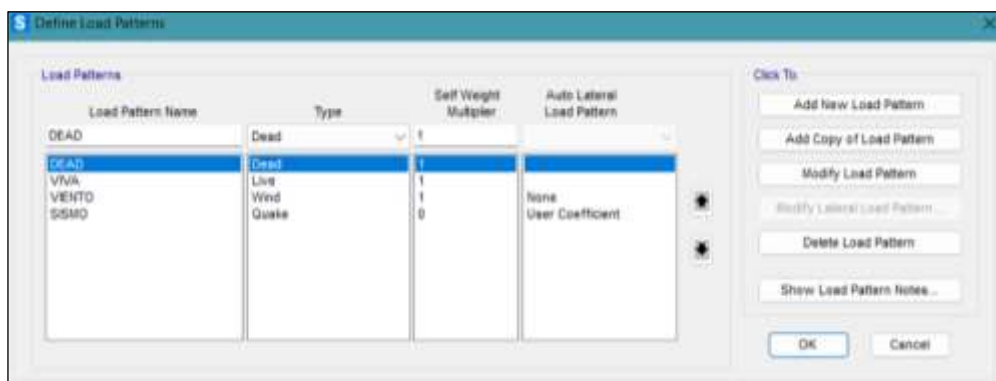 S Define Load Patterns
Load Patterns
Click To:
Load Pattern Name Type Self Weight Multiplier Auto Lateral Load Pattern
DEAD Dead 1
DEAD Dead 1
VIVA Live 1
VIENTO Wind 1 None
SISMO Quake 0 User Coefficient
Add New Load Pattern
Add Copy of Load Pattern
Modify Load Pattern
Modify Lateral Load Pattern...
Delete Load Pattern
Show Load Pattern Notes...
OK Cancel